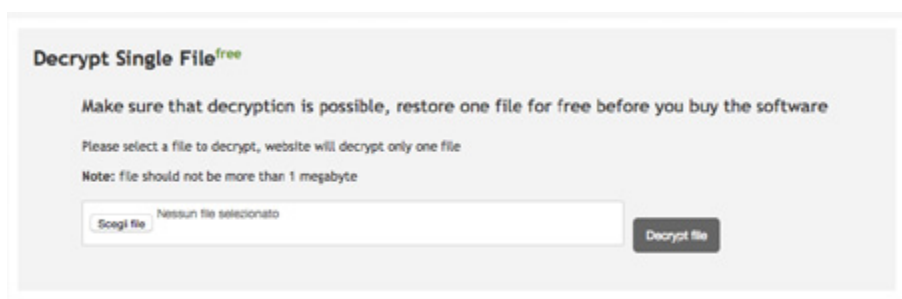 Decrypt Single File free
Make sure that decryption is possible, restore one file for free before you buy the software
Please select a file to decrypt, website will decrypt only one file
Note: file should not be more than 1 megabyte
Scegli file Nessun file selezionato
Decrypt file